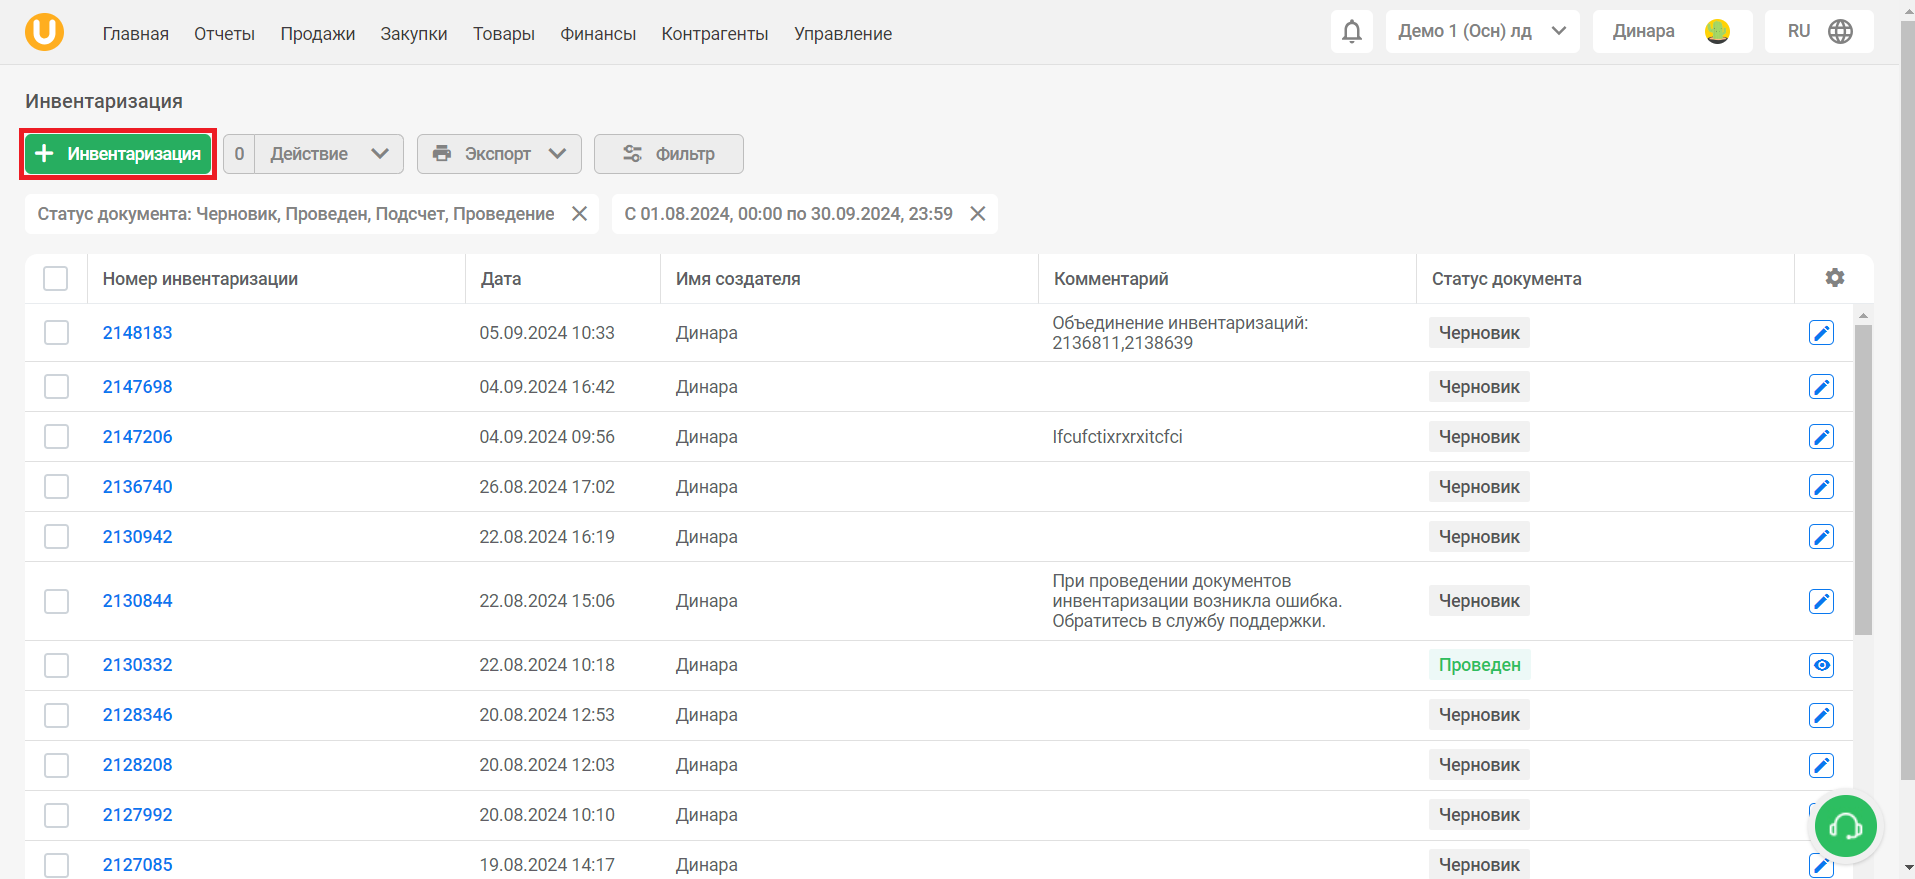 Главная Отчеты Продажи Закупки Товары Финансы Контрагенты Управление Демо 1 (Осн) лд Динара RU
Инвентаризация
Инвентаризация 0 Действие Экспорт Фильтр
Статус документа: Черновик, Проведен, Подсчет, Проведение С 01.08.2024, 00:00 по 30.09.2024, 23:59
Номер инвентаризации Дата Имя создателя Комментарий Статус документа
2148183 05.09.2024 10:33 Динара Объединение инвентаризаций: Черновик
2136811,2138639
2147698 04.09.2024 16:42 Динара Черновик
2147206 04.09.2024 09:56 Динара Ifcufctixrxrxitcfci Черновик
2136740 26.08.2024 17:02 Динара Черновик
2130942 22.08.2024 16:19 Динара Черновик
2130844 22.08.2024 15:06 Динара При проведении документов Черновик
инвентаризации возникла ошибка.
Обратитесь в службу поддержки.
2130332 22.08.2024 10:18 Динара Проведен
2128346 20.08.2024 12:53 Динара Черновик
2128208 20.08.2024 12:03 Динара Черновик
2127992 20.08.2024 10:10 Динара Черновик
2127085 19.08.2024 14:17 Динара Черновик